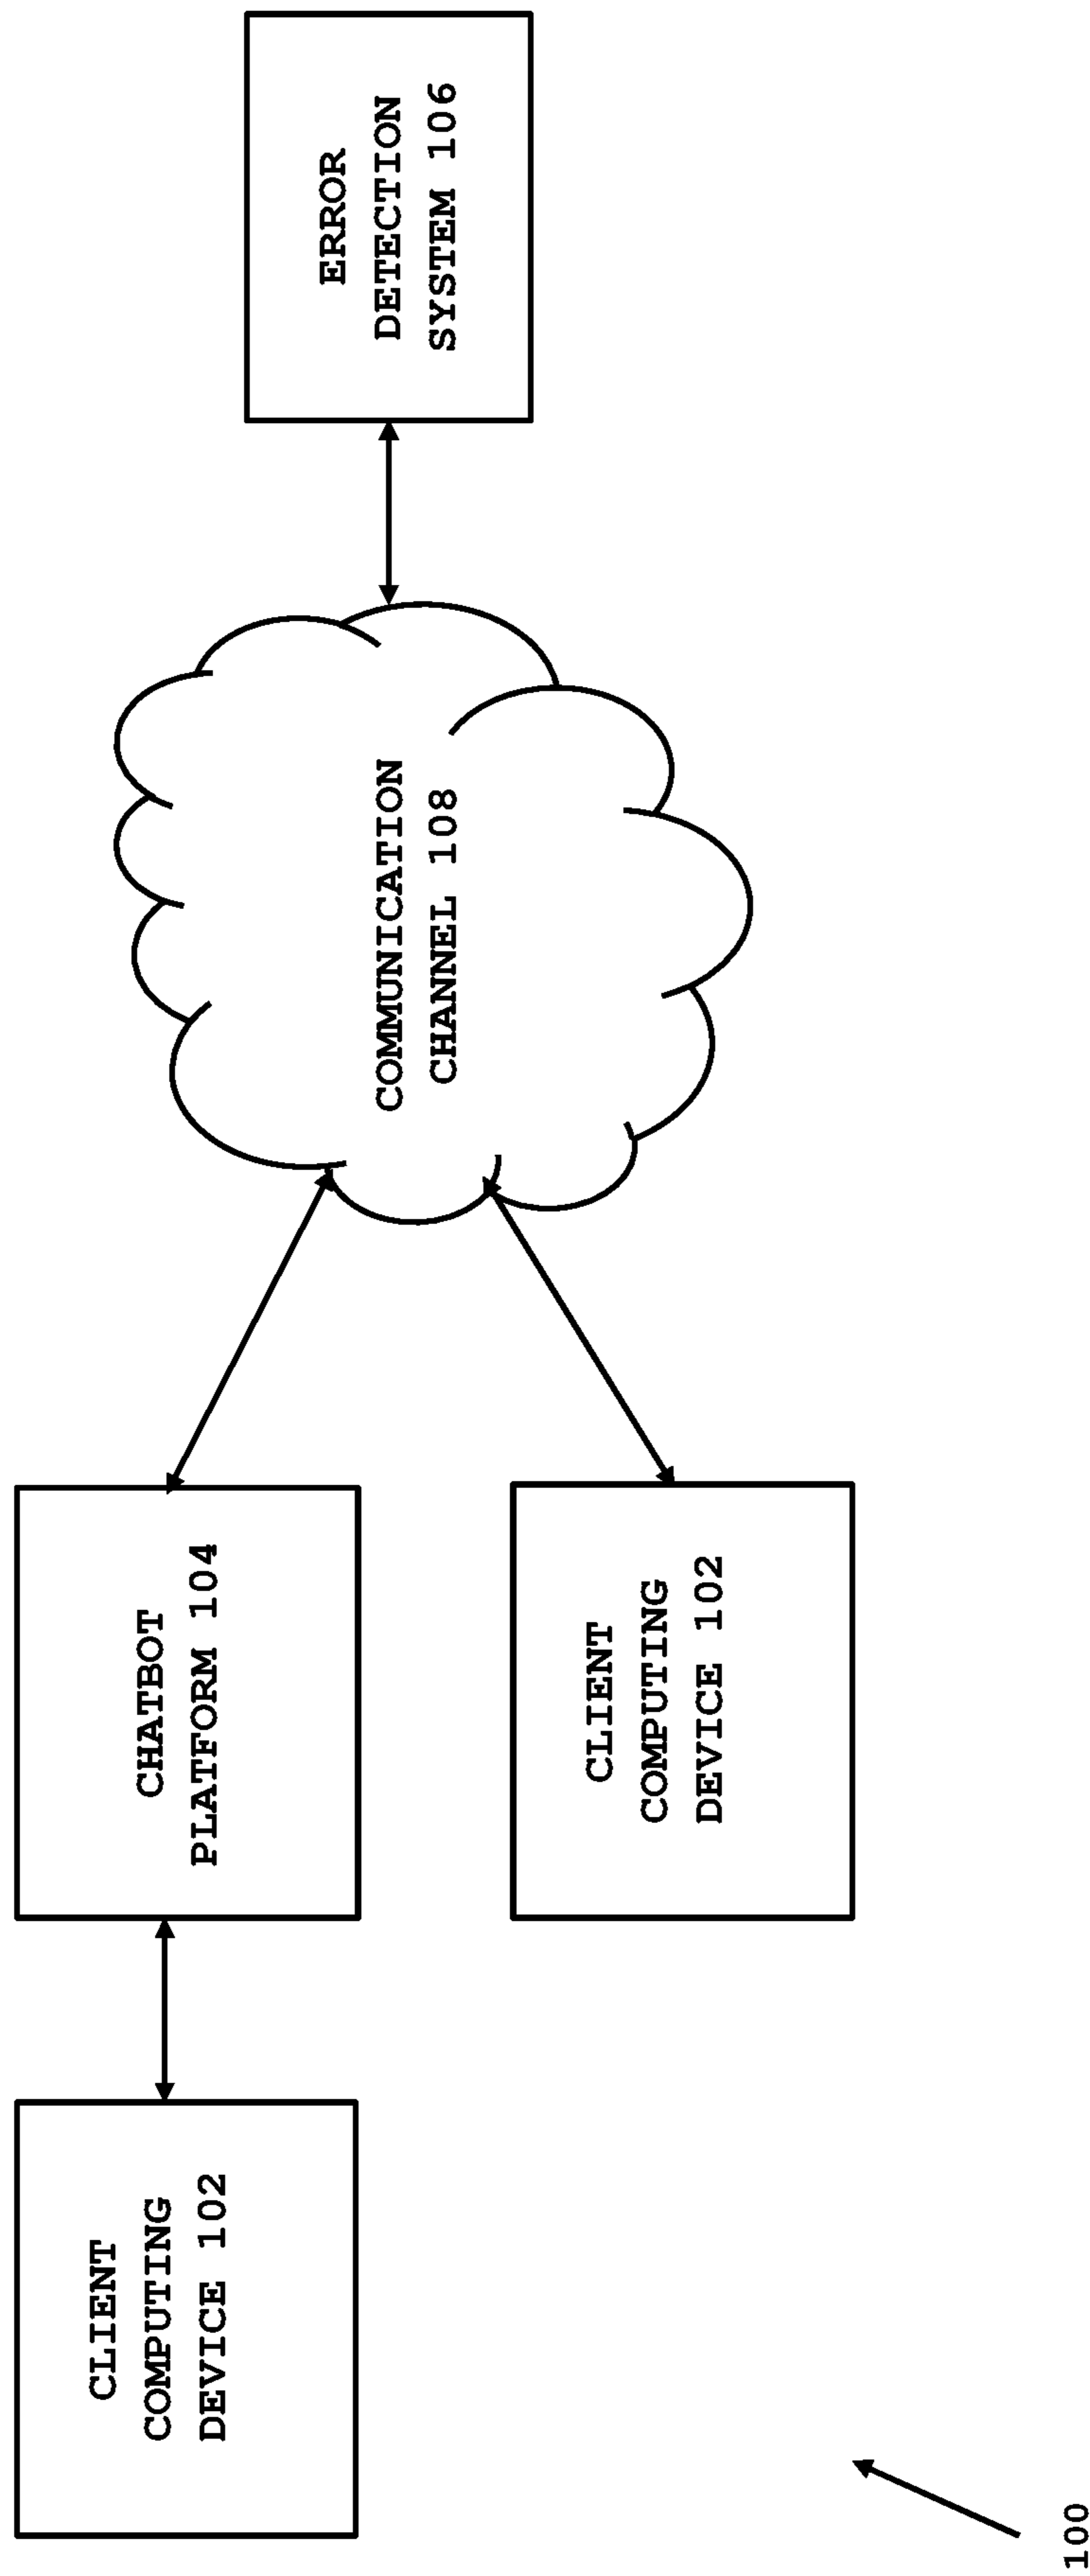 CLIENT
COMPUTING
DEVICE 102
CHATBOT
PLATFORM 104
CLIENT
COMPUTING
DEVICE 102
COMMUNICATION
CHANNEL 108
ERROR
DETECTION
SYSTEM 106
100